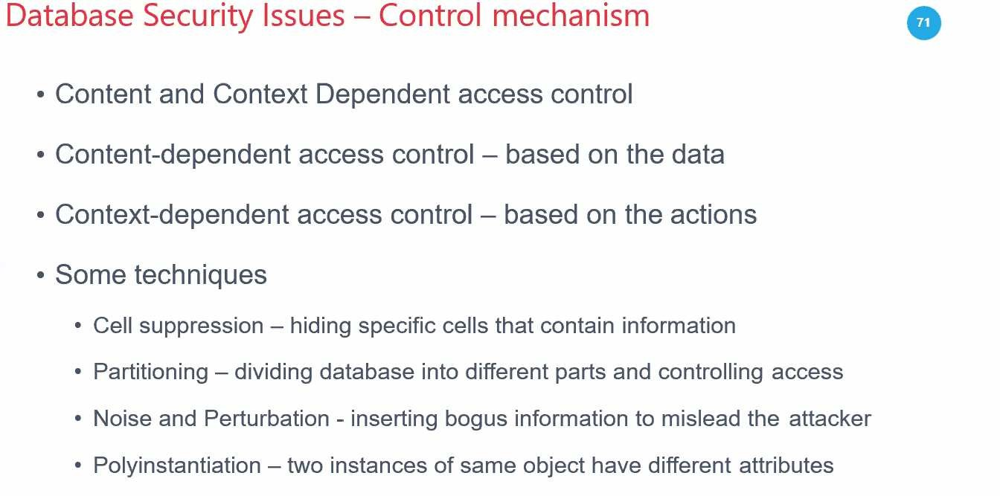 Database Security Issues – Control mechanism
71
• Content and Context Dependent access control
• Content-dependent access control – based on the data
• Context-dependent access control – based on the actions
• Some techniques
• Cell suppression – hiding specific cells that contain information
• Partitioning – dividing database into different parts and controlling access
• Noise and Perturbation - inserting bogus information to mislead the attacker
• Polyinstantiation – two instances of same object have different attributes